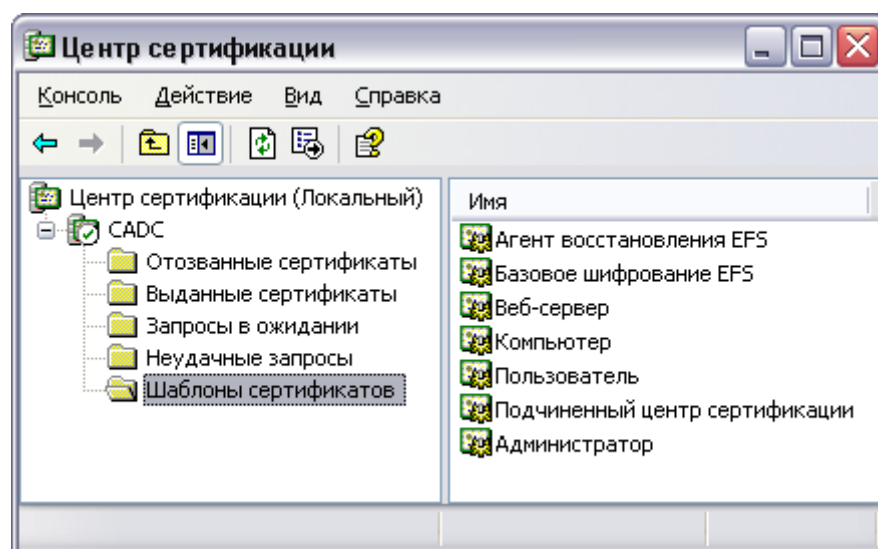 Центр сертификации
Консоль Действие Вид Справка
Центр сертификации (Локальный)
CADC
Отозванные сертификаты
Выданные сертификаты
Запросы в ожидании
Неудачные запросы
Шаблоны сертификатов
Имя
Агент восстановления EFS
Базовое шифрование EFS
Веб-сервер
Компьютер
Пользователь
Подчиненный центр сертификации
Администратор